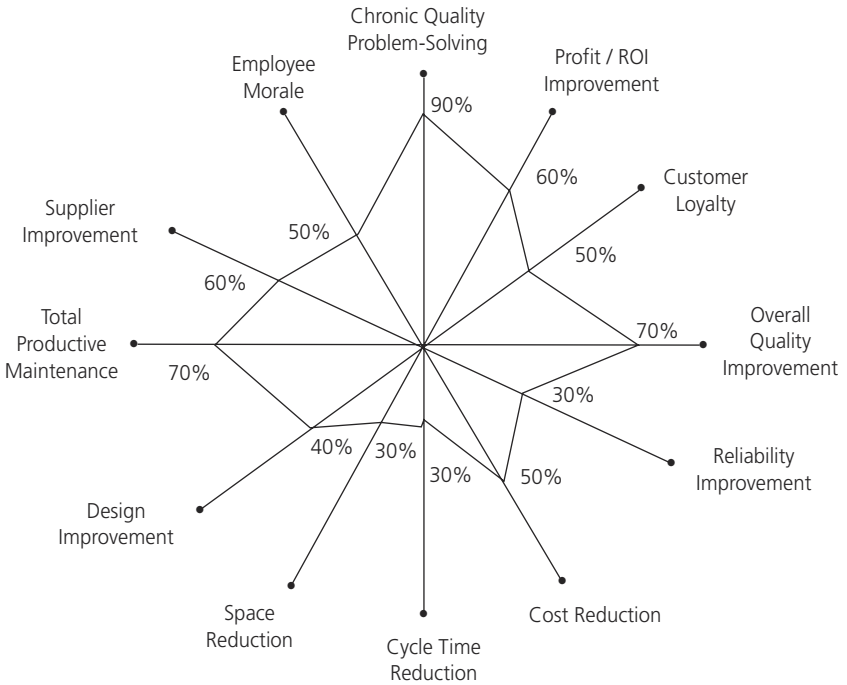 Chronic Quality
Problem-Solving
90%
Profit / ROI
Improvement
60%
Customer
Loyalty
50%
Overall
Quality
Improvement
70%
Reliability
Improvement
30%
Cost Reduction
50%
Cycle Time
Reduction
30%
Space
Reduction
30%
Design
Improvement
40%
Total
Productive
Maintenance
70%
Supplier
Improvement
60%
Employee
Morale
50%